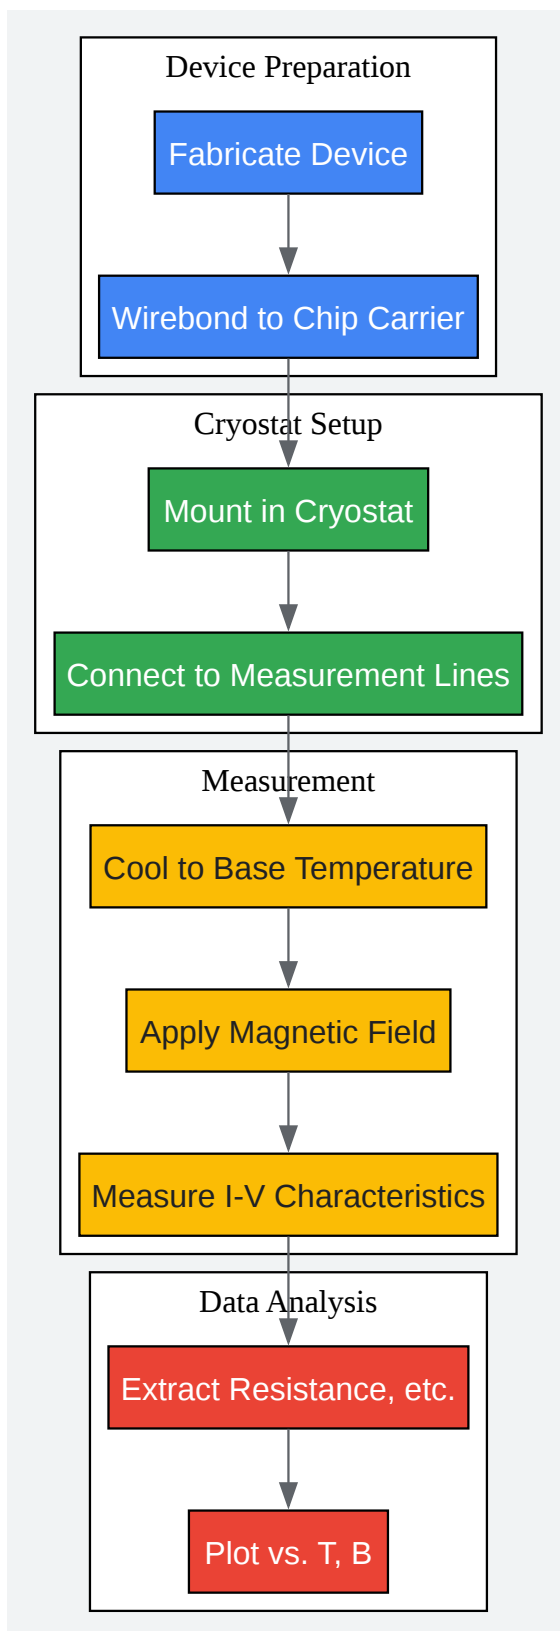 Device Preparation
Fabricate Device
Wirebond to Chip Carrier
Cryostat Setup
Mount in Cryostat
Connect to Measurement Lines
Measurement
Cool to Base Temperature
Apply Magnetic Field
Measure I-V Characteristics
Data Analysis
Extract Resistance, etc.
Plot vs. T, B